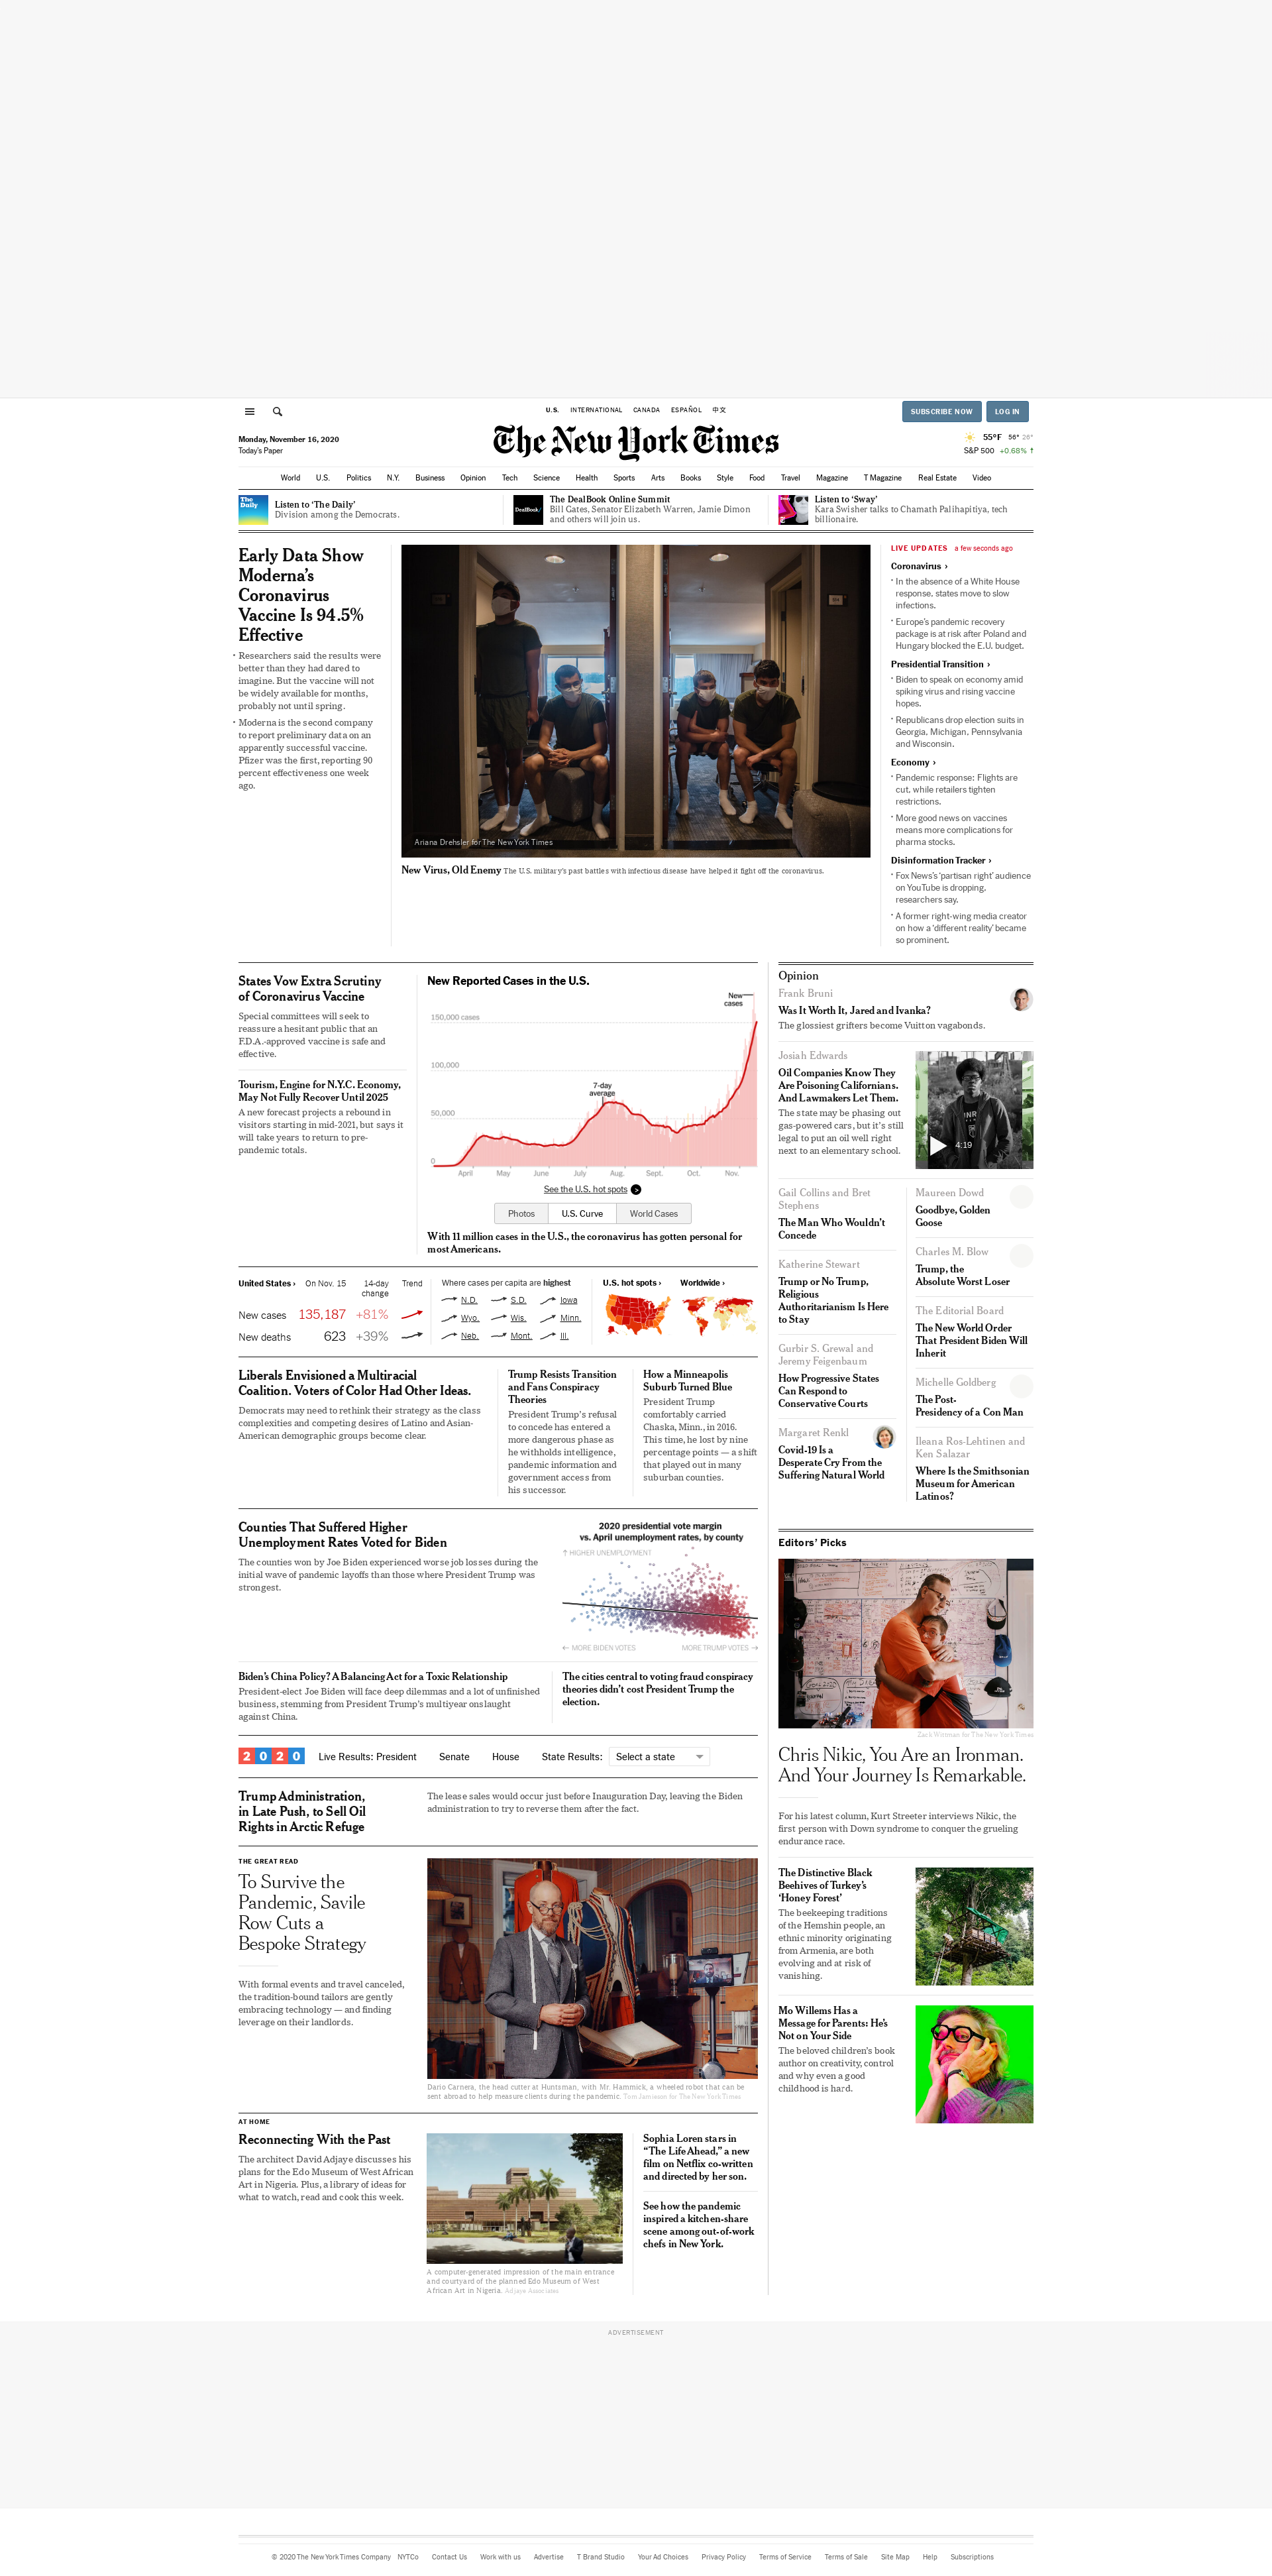 U.S.
INTERNATIONAL
CANADA
ESPAÑOL
中文
SUBSCRIBE NOW
LOG IN
Monday, November 16, 2020
Today's Paper
The New York Times
55°F 56° 26°
S&P 500 +0.68% ↑
World U.S. Politics N.Y. Business Opinion Tech Science Health Sports Arts Books Style Food Travel Magazine T Magazine Real Estate Video
The Daily
Listen to ‘The Daily’
Division among the Democrats.
DealBook/
The DealBook Online Summit
Bill Gates, Senator Elizabeth Warren, Jamie Dimon
and others will join us.
Listen to ‘Sway’
Kara Swisher talks to Chamath Palihapitiya, tech
billionaire.
Early Data Show
Moderna’s
Coronavirus
Vaccine Is 94.5%
Effective
• Researchers said the results were
better than they had dared to
imagine. But the vaccine will not
be widely available for months,
probably not until spring.
• Moderna is the second company
to report preliminary data on an
apparently successful vaccine.
Pfizer was the first, reporting 90
percent effectiveness one week
ago.
Ariana Drehsler for The New York Times
New Virus, Old Enemy The U.S. military’s past battles with infectious disease have helped it fight off the coronavirus.
LIVE UPDATES a few seconds ago
Coronavirus ›
• In the absence of a White House
response, states move to slow
infections.
• Europe’s pandemic recovery
package is at risk after Poland and
Hungary blocked the E.U. budget.
Presidential Transition ›
• Biden to speak on economy amid
spiking virus and rising vaccine
hopes.
• Republicans drop election suits in
Georgia, Michigan, Pennsylvania
and Wisconsin.
Economy ›
• Pandemic response: Flights are
cut, while retailers tighten
restrictions.
• More good news on vaccines
means more complications for
pharma stocks.
Disinformation Tracker ›
• Fox News’s ‘partisan right’ audience
on YouTube is dropping,
researchers say.
• A former right-wing media creator
on how a ‘different reality’ became
so prominent.
States Vow Extra Scrutiny
of Coronavirus Vaccine
Special committees will seek to
reassure a hesitant public that an
F.D.A.-approved vaccine is safe and
effective.
Tourism, Engine for N.Y.C. Economy,
May Not Fully Recover Until 2025
A new forecast projects a rebound in
visitors starting in mid-2021, but says it
will take years to return to pre-
pandemic totals.
New Reported Cases in the U.S.
New
cases
150,000 cases
100,000
7-day
average
50,000
0
April May June July Aug. Sept. Oct. Nov.
See the U.S. hot spots
Photos U.S. Curve World Cases
With 11 million cases in the U.S., the coronavirus has gotten personal for
most Americans.
United States › On Nov. 15 14-day
change
Trend
New cases 135,187 +81%
New deaths 623 +39%
Where cases per capita are highest
N.D. S.D. Iowa
Wyo. Wis. Minn.
Neb. Mont. Ill.
U.S. hot spots › Worldwide ›
Liberals Envisioned a Multiracial
Coalition. Voters of Color Had Other Ideas.
Democrats may need to rethink their strategy as the class
complexities and competing desires of Latino and Asian-
American demographic groups become clear.
Trump Resists Transition
and Fans Conspiracy
Theories
President Trump’s refusal
to concede has entered a
more dangerous phase as
he withholds intelligence,
pandemic information and
government access from
his successor.
How a Minneapolis
Suburb Turned Blue
President Trump
comfortably carried
Chaska, Minn., in 2016.
This time, he lost by nine
percentage points — a shift
that played out in many
suburban counties.
Counties That Suffered Higher
Unemployment Rates Voted for Biden
The counties won by Joe Biden experienced worse job losses during the
initial wave of pandemic layoffs than those where President Trump was
strongest.
2020 presidential vote margin
vs. April unemployment rates, by county
↑ HIGHER UNEMPLOYMENT
← MORE BIDEN VOTES MORE TRUMP VOTES →
Biden’s China Policy? A Balancing Act for a Toxic Relationship
President-elect Joe Biden will face deep dilemmas and a lot of unfinished
business, stemming from President Trump’s multiyear onslaught
against China.
The cities central to voting fraud conspiracy
theories didn’t cost President Trump the
election.
2020 Live Results: President Senate House State Results: Select a state
Trump Administration,
in Late Push, to Sell Oil
Rights in Arctic Refuge
The lease sales would occur just before Inauguration Day, leaving the Biden
administration to try to reverse them after the fact.
THE GREAT READ
To Survive the
Pandemic, Savile
Row Cuts a
Bespoke Strategy
With formal events and travel canceled,
the tradition-bound tailors are gently
embracing technology — and finding
leverage on their landlords.
Dario Carnera, the head cutter at Huntsman, with Mr. Hammick, a wheeled robot that can be
sent abroad to help measure clients during the pandemic. Tom Jamieson for The New York Times
AT HOME
Reconnecting With the Past
The architect David Adjaye discusses his
plans for the Edo Museum of West African
Art in Nigeria. Plus, a library of ideas for
what to watch, read and cook this week.
A computer-generated impression of the main entrance
and courtyard of the planned Edo Museum of West
African Art in Nigeria. Adjaye Associates
Sophia Loren stars in
“The Life Ahead,” a new
film on Netflix co-written
and directed by her son.
See how the pandemic
inspired a kitchen-share
scene among out-of-work
chefs in New York.
Opinion
Frank Bruni
Was It Worth It, Jared and Ivanka?
The glossiest grifters become Vuitton vagabonds.
Josiah Edwards
Oil Companies Know They
Are Poisoning Californians.
And Lawmakers Let Them.
The state may be phasing out
gas-powered cars, but it’s still
legal to put an oil well right
next to an elementary school.
4:19
Gail Collins and Bret
Stephens
The Man Who Wouldn’t
Concede
Katherine Stewart
Trump or No Trump,
Religious
Authoritarianism Is Here
to Stay
Gurbir S. Grewal and
Jeremy Feigenbaum
How Progressive States
Can Respond to
Conservative Courts
Margaret Renkl
Covid-19 Is a
Desperate Cry From the
Suffering Natural World
Maureen Dowd
Goodbye, Golden
Goose
Charles M. Blow
Trump, the
Absolute Worst Loser
The Editorial Board
The New World Order
That President Biden Will
Inherit
Michelle Goldberg
The Post-
Presidency of a Con Man
Ileana Ros-Lehtinen and
Ken Salazar
Where Is the Smithsonian
Museum for American
Latinos?
Editors’ Picks
Zack Wittman for The New York Times
Chris Nikic, You Are an Ironman.
And Your Journey Is Remarkable.
For his latest column, Kurt Streeter interviews Nikic, the
first person with Down syndrome to conquer the grueling
endurance race.
The Distinctive Black
Beehives of Turkey’s
‘Honey Forest’
The beekeeping traditions
of the Hemshin people, an
ethnic minority originating
from Armenia, are both
evolving and at risk of
vanishing.
Mo Willems Has a
Message for Parents: He’s
Not on Your Side
The beloved children’s book
author on creativity, control
and why even a good
childhood is hard.
ADVERTISEMENT
© 2020 The New York Times Company NYTCo Contact Us Work with us Advertise T Brand Studio Your Ad Choices Privacy Policy Terms of Service Terms of Sale Site Map Help Subscriptions